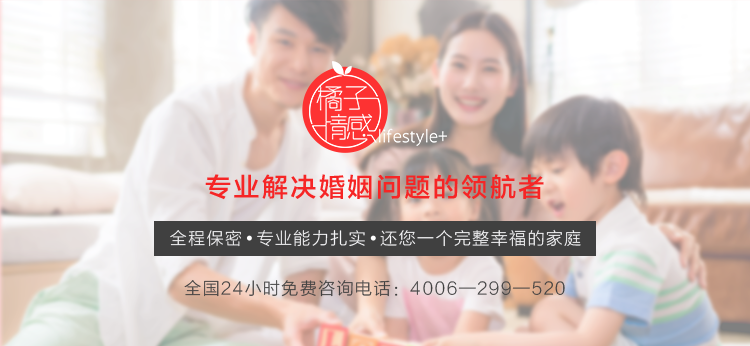 橘子
情感
lifestyle+
专业解决婚姻问题的领航者
全程保密•专业能力扎实•还您一个完整幸福的家庭
全国24小时免费咨询电话：4006—299—520